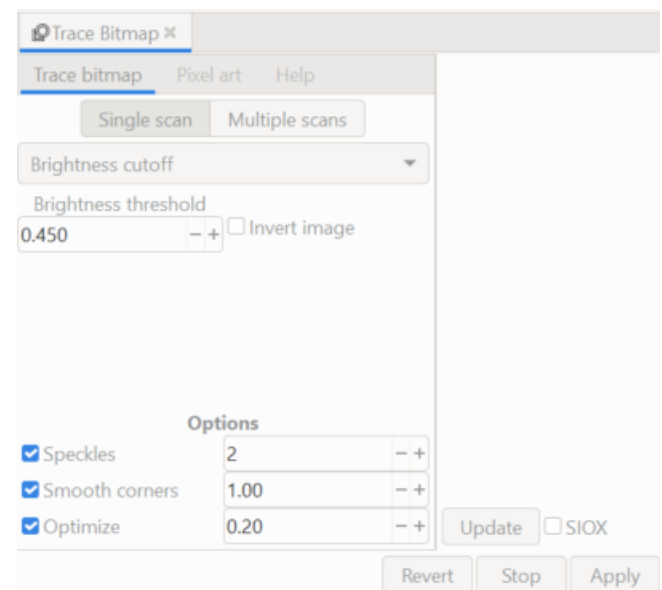 Trace Bitmap
Trace bitmap Pixel art Help
Single scan Multiple scans
Brightness cutoff
Brightness threshold
0.450 − + Invert image
Options
Speckles 2 − +
Smooth corners 1.00 − +
Optimize 0.20 − +
Update SIOX
Revert Stop Apply